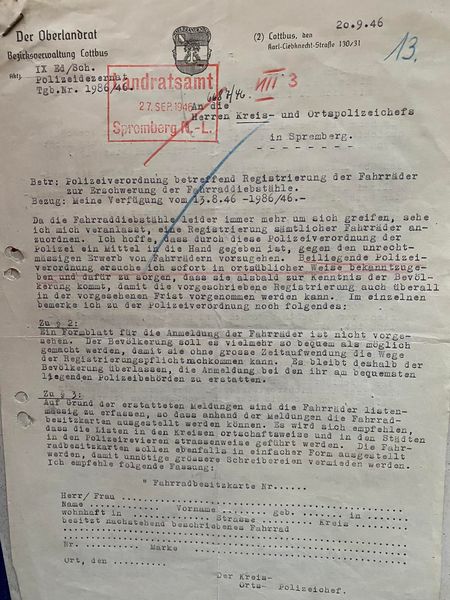 20.9.46
Der Oberlandrat
Bezirksverwaltung Cottbus
(2) Cottbus, den
Karl-Liebknecht-Straße 130/31
13.
Aktz.
IX Ed/Sch.
Polizeidezernat
Tgb.Nr. 1986/46.
Landratsamt
27. SEP. 1946
Spremberg N.-L.
VIII 3
An die
Herren Kreis- und Ortspolizeichefs
in Spremberg.
Betr: Polizeiverordnung betreffend Registrierung der Fahrräder
zur Erschwerung der Fahrraddiebstähle.
Bezug: Meine Verfügung vom 13.8.46 -1986/46.-
Da die Fahrraddiebstähle leider immer mehr um sich greifen, sehe
ich mich veranlasst, eine Registrierung sämtlicher Fahrräder an-
zuordnen. Ich hoffe, dass durch diese Polizeiverordnung der
Polizei ein Mittel in die Hand gegeben ist, gegen den unrecht-
mässigen Erwerb von Fahrrädern vorzugehen. Beiliegende Polizei-
verordnung ersuche ich sofort in ortsüblicher Weise bekanntzuge-
ben und dafür zu sorgen, dass sie alsbald zur Kenntnis der Bevöl-
kerung kommt, damit die vorgeschriebene Registrierung auch überall
in der vorgesehenen Frist vorgenommen werden kann. Im einzelnen
bemerke ich zu der Polizeiverordnung noch folgendes:
Zu § 2:
Ein Formblatt für die Anmeldung der Fahrräder ist nicht vorge-
sehen. Der Bevölkerung soll es vielmehr so bequem als möglich
gemacht werden, damit sie ohne grosse Zeitaufwendung die Wege
der Registrierungspflicht nachkommen kann. Es bleibt deshalb der
Bevölkerung überlassen, die Anmeldung bei den ihr am bequemsten
liegenden Polizeibehörden zu erstatten.
Zu § 3:
Auf Grund der erstatteten Meldungen sind die Fahrräder listen-
mässig zu erfassen, so dass anhand der Meldungen die Fahrrad-
besitzkarten ausgestellt werden können. Es wird sich empfehlen,
dass die Listen in den Kreisen ortschaftsweise und in den Städten
in den Polizeirevieren strassenweise geführt werden. Die Fahr-
radbesitzkarten sollen ebenfalls in einfacher Form ausgestellt
werden, damit unnötige grössere Schreibereien vermieden werden.
Ich empfehle folgende Fassung:
" Fahrradbesitzkarte Nr......
Herr/Frau
Name .......... Vorname ........ geb. ...... in ........
wohnhaft in ........ Strasse ....... Kreis .......
besitzt nachstehend beschriebenes Fahrrad
Nr. ........ Marke
Ort, den ........
Der Kreis-
Orts- Polizeichef.